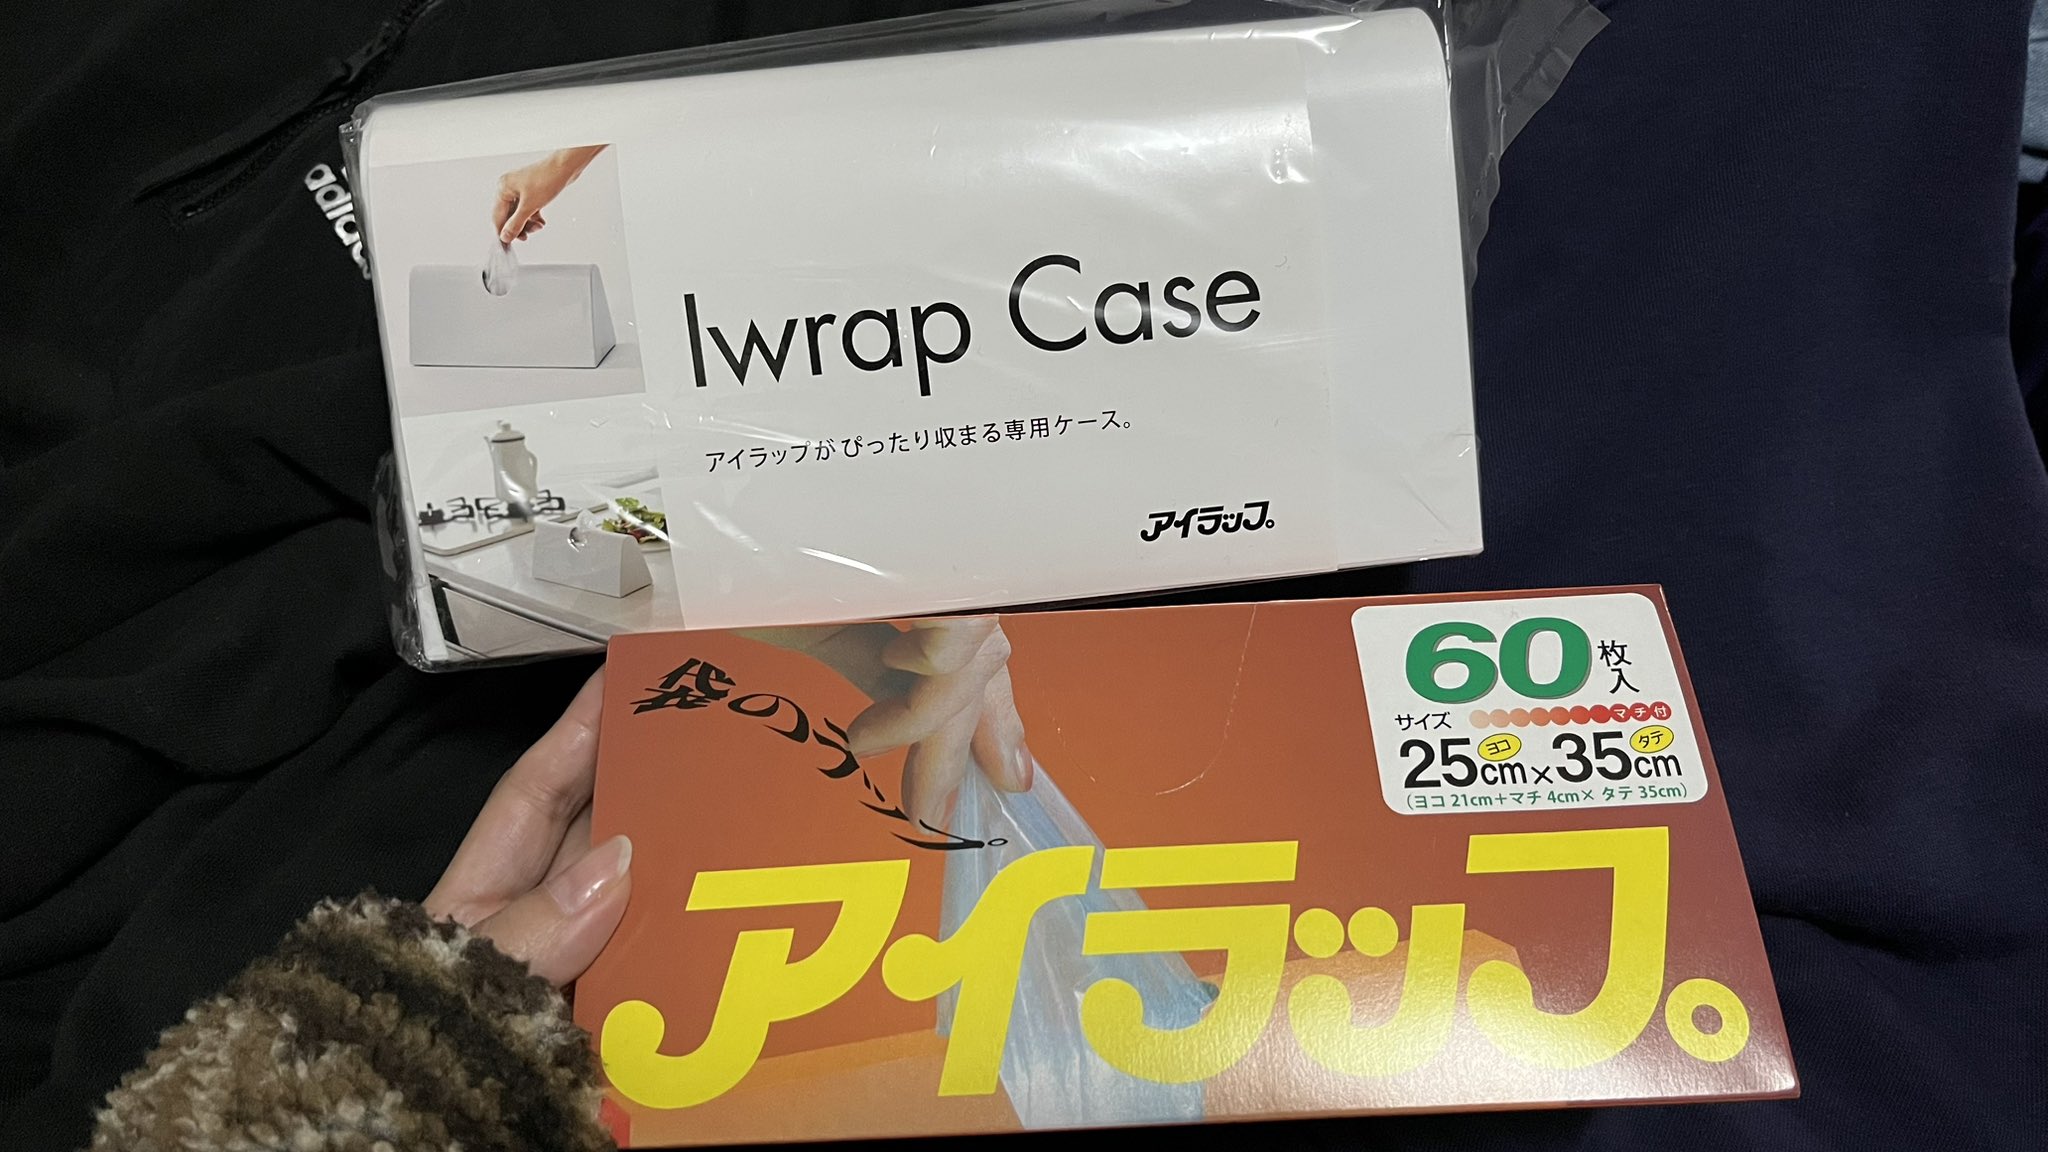 adidas
Iwrap Case
アイラップがぴったり収まる専用ケース。
アイラップ。
袋のラップ。
60枚入
サイズ マチ付
25cm ヨコ×35cm タテ
(ヨコ 21cm+マチ 4cm× タテ 35cm)
アイラップ。